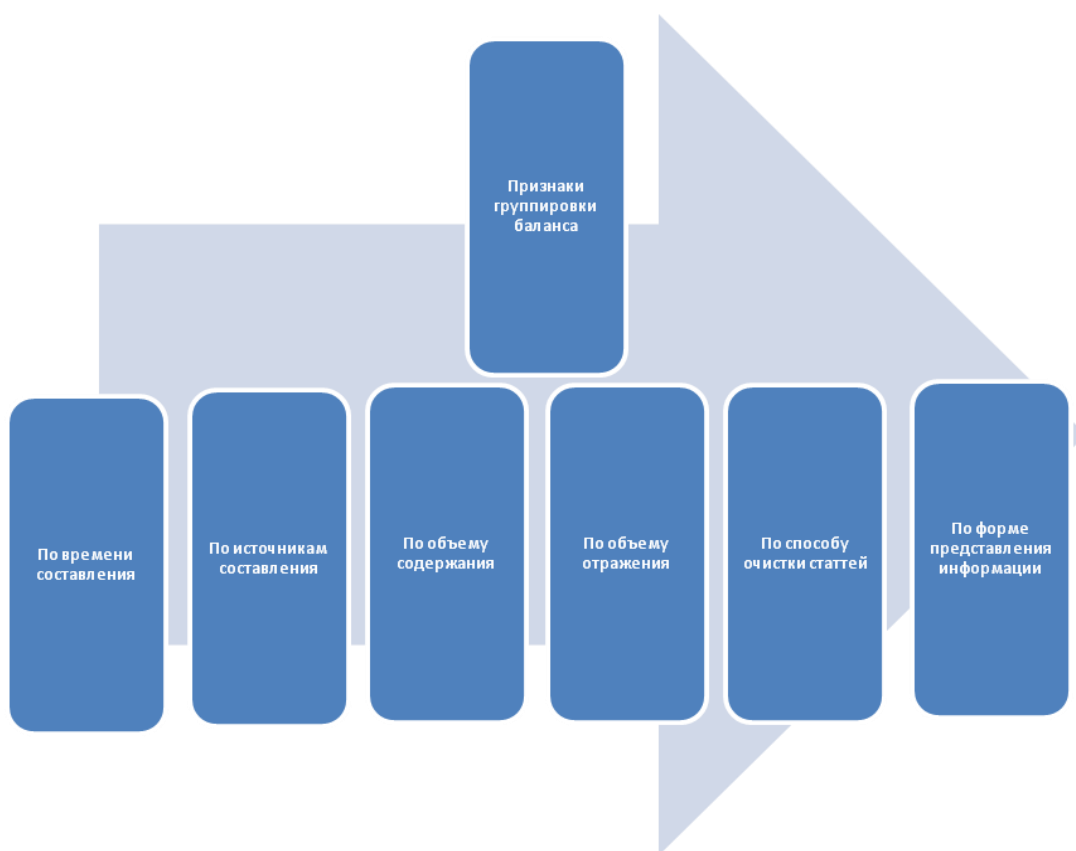 Признаки
группировки
баланса
По времени
составления
По источникам
составления
По объему
содержания
По объему
отражения
По способу
очистки статтей
По форме
представления
информации